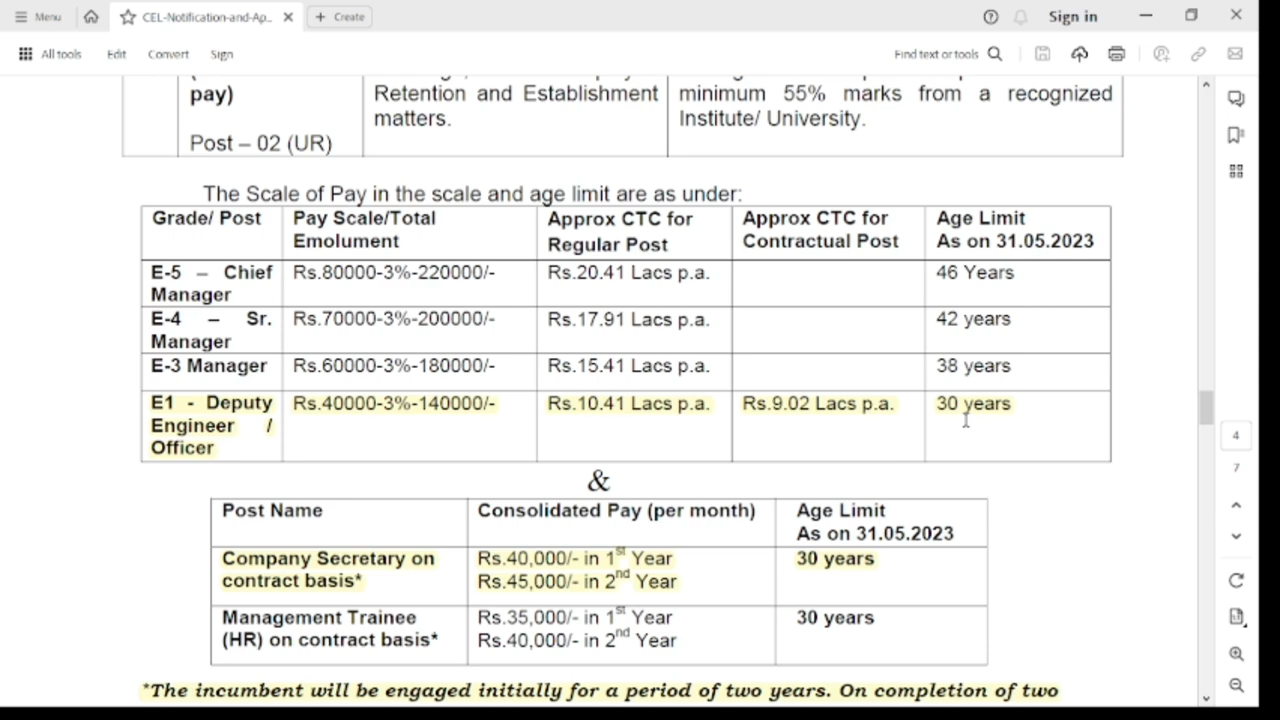 Menu
CEL-Notification-and-Ap...
Create
Sign in
All tools
Edit
Convert
Sign
Find text or tools
pay)
Retention and Establishment
minimum 55% marks from a recognized
matters.
Institute/ University.
Post – 02 (UR)
The Scale of Pay in the scale and age limit are as under:
Grade/ Post
Pay Scale/Total
Emolument
Approx CTC for
Regular Post
Approx CTC for
Contractual Post
Age Limit
As on 31.05.2023
E-5 – Chief
Manager
Rs.80000-3%-220000/-
Rs.20.41 Lacs p.a.
46 Years
E-4 – Sr.
Manager
Rs.70000-3%-200000/-
Rs.17.91 Lacs p.a.
42 years
E-3 Manager
Rs.60000-3%-180000/-
Rs.15.41 Lacs p.a.
38 years
E1 - Deputy
Engineer /
Officer
Rs.40000-3%-140000/-
Rs.10.41 Lacs p.a.
Rs.9.02 Lacs p.a.
30 years
&
Post Name
Consolidated Pay (per month)
Age Limit
As on 31.05.2023
Company Secretary on
contract basis*
Rs.40,000/- in 1st Year
Rs.45,000/- in 2nd Year
30 years
Management Trainee
(HR) on contract basis*
Rs.35,000/- in 1st Year
Rs.40,000/- in 2nd Year
30 years
*The incumbent will be engaged initially for a period of two years. On completion of two
4
7